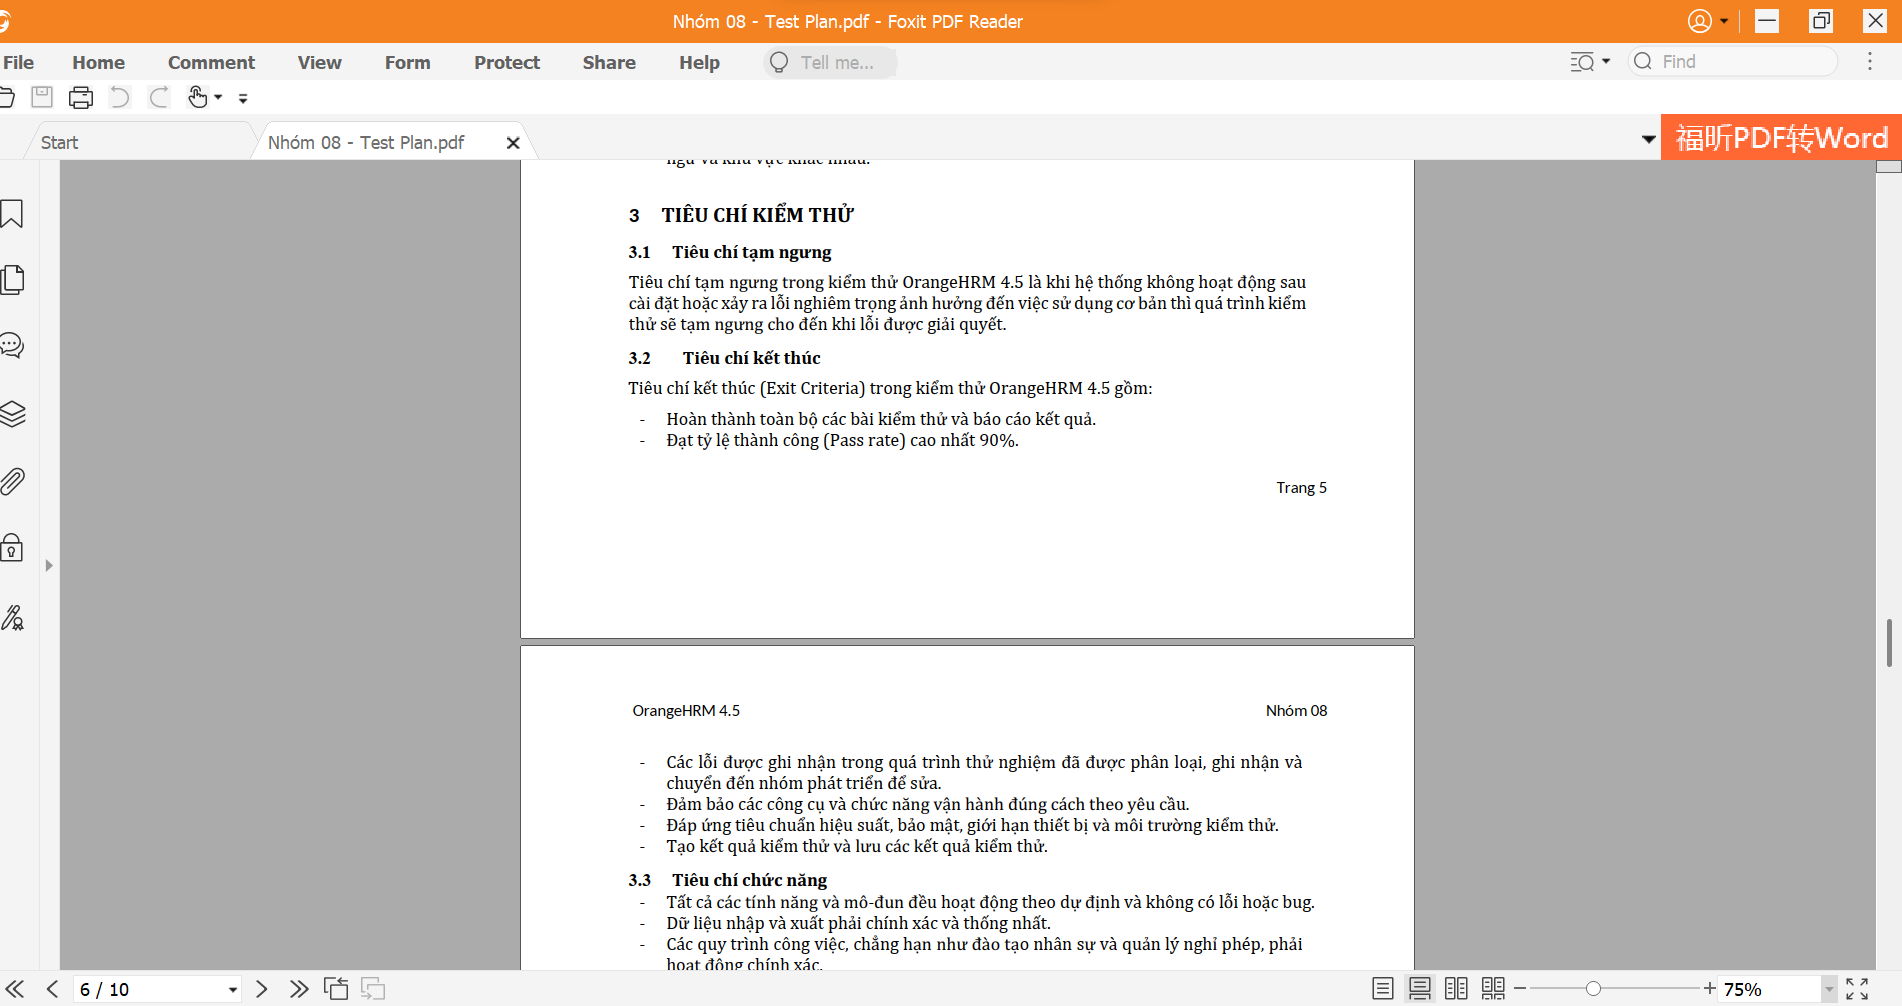 Nhóm 08 - Test Plan.pdf - Foxit PDF Reader
File Home Comment View Form Protect Share Help Tell me... Find
Start Nhóm 08 - Test Plan.pdf 福昕PDF转Word
ngữ và khu vực khác nhau.
3 TIÊU CHÍ KIỂM THỬ
3.1 Tiêu chí tạm ngưng
Tiêu chí tạm ngưng trong kiểm thử OrangeHRM 4.5 là khi hệ thống không hoạt động sau
cài đặt hoặc xảy ra lỗi nghiêm trọng ảnh hưởng đến việc sử dụng cơ bản thì quá trình kiểm
thử sẽ tạm ngưng cho đến khi lỗi được giải quyết.
3.2 Tiêu chí kết thúc
Tiêu chí kết thúc (Exit Criteria) trong kiểm thử OrangeHRM 4.5 gồm:
- Hoàn thành toàn bộ các bài kiểm thử và báo cáo kết quả.
- Đạt tỷ lệ thành công (Pass rate) cao nhất 90%.
Trang 5
OrangeHRM 4.5 Nhóm 08
- Các lỗi được ghi nhận trong quá trình thử nghiệm đã được phân loại, ghi nhận và
chuyển đến nhóm phát triển để sửa.
- Đảm bảo các công cụ và chức năng vận hành đúng cách theo yêu cầu.
- Đáp ứng tiêu chuẩn hiệu suất, bảo mật, giới hạn thiết bị và môi trường kiểm thử.
- Tạo kết quả kiểm thử và lưu các kết quả kiểm thử.
3.3 Tiêu chí chức năng
- Tất cả các tính năng và mô-đun đều hoạt động theo dự định và không có lỗi hoặc bug.
- Dữ liệu nhập và xuất phải chính xác và thống nhất.
- Các quy trình công việc, chẳng hạn như đào tạo nhân sự và quản lý nghỉ phép, phải
hoạt động chính xác.
6 / 10 75%